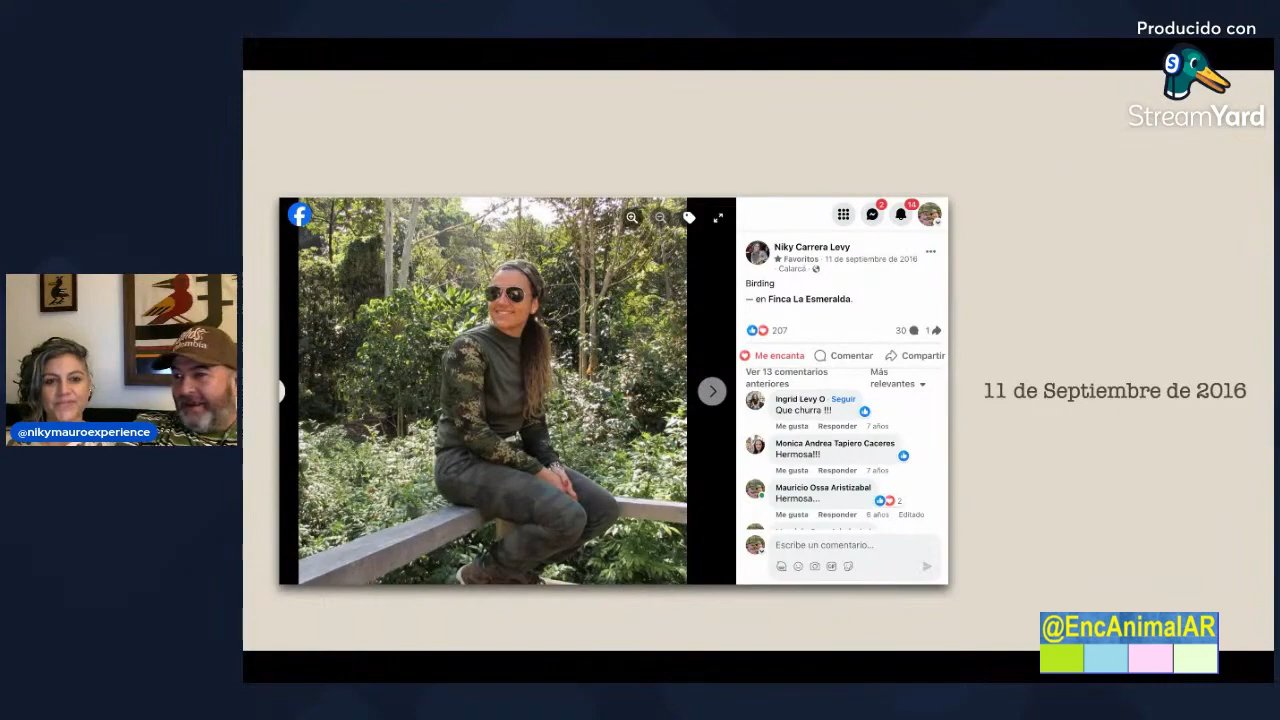 Producido con
StreamYard
Niky Carrera Levy
Favoritos · 11 de septiembre de 2016
· Calarcá ·
Birding
— en Finca La Esmeralda.
207
30
1
Me encanta
Comentar
Compartir
Ver 13 comentarios anteriores
Más relevantes
Ingrid Levy O · Seguir
Que churra !!!
Me gusta Responder 7 años
Monica Andrea Tapiero Caceres
Hermosa!!!
Me gusta Responder 7 años
Mauricio Ossa Aristizabal
Hermosa...
2
Me gusta Responder 6 años Editado
Escribe un comentario...
2
14
11 de Septiembre de 2016
@nikymauroexperience
@EncAnimalAR